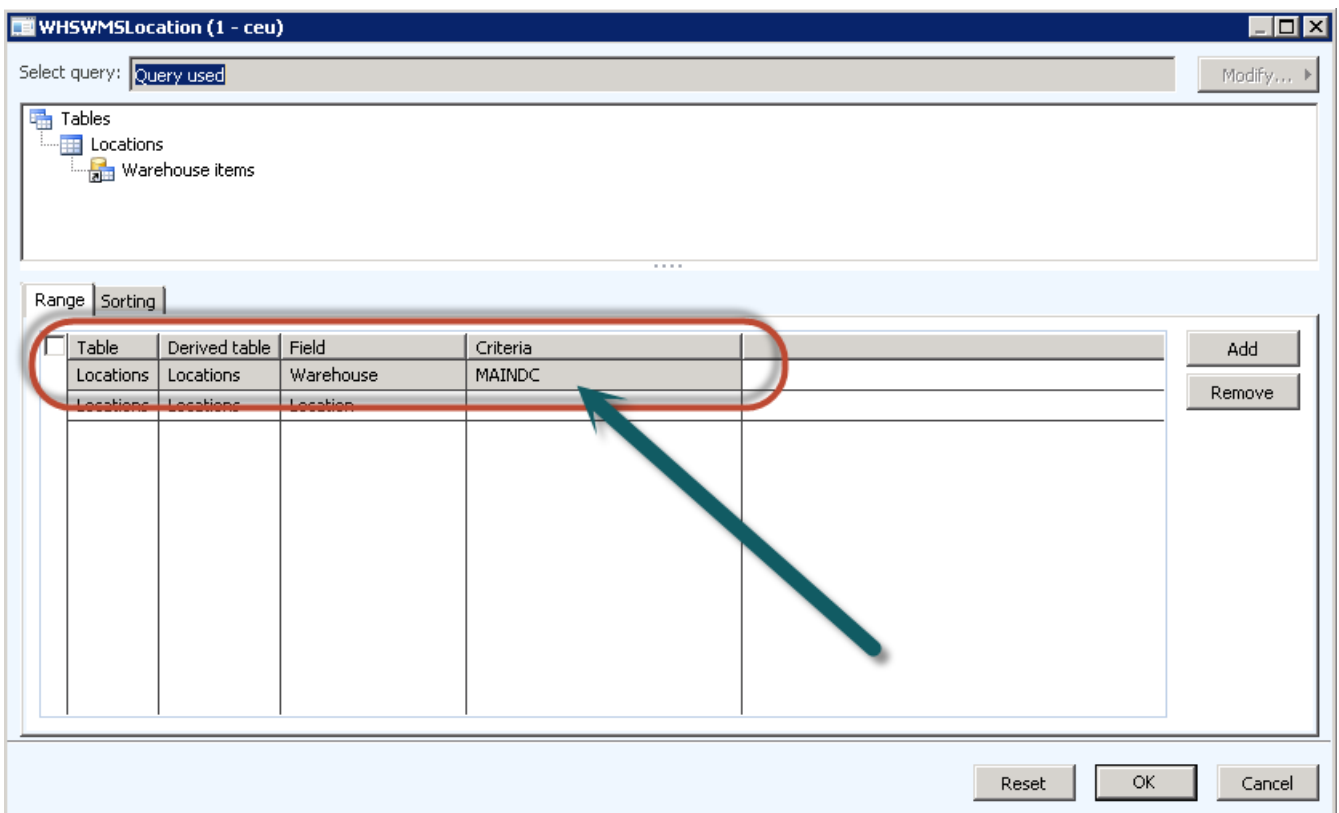 WHSWMSLocation (1 - ceu)
Select query: Query used Modify...
Tables
Locations
Warehouse items
Range Sorting
Table Derived table Field Criteria Add
Locations Locations Warehouse MAINDC
Remove
Locations Locations Location
Reset OK Cancel